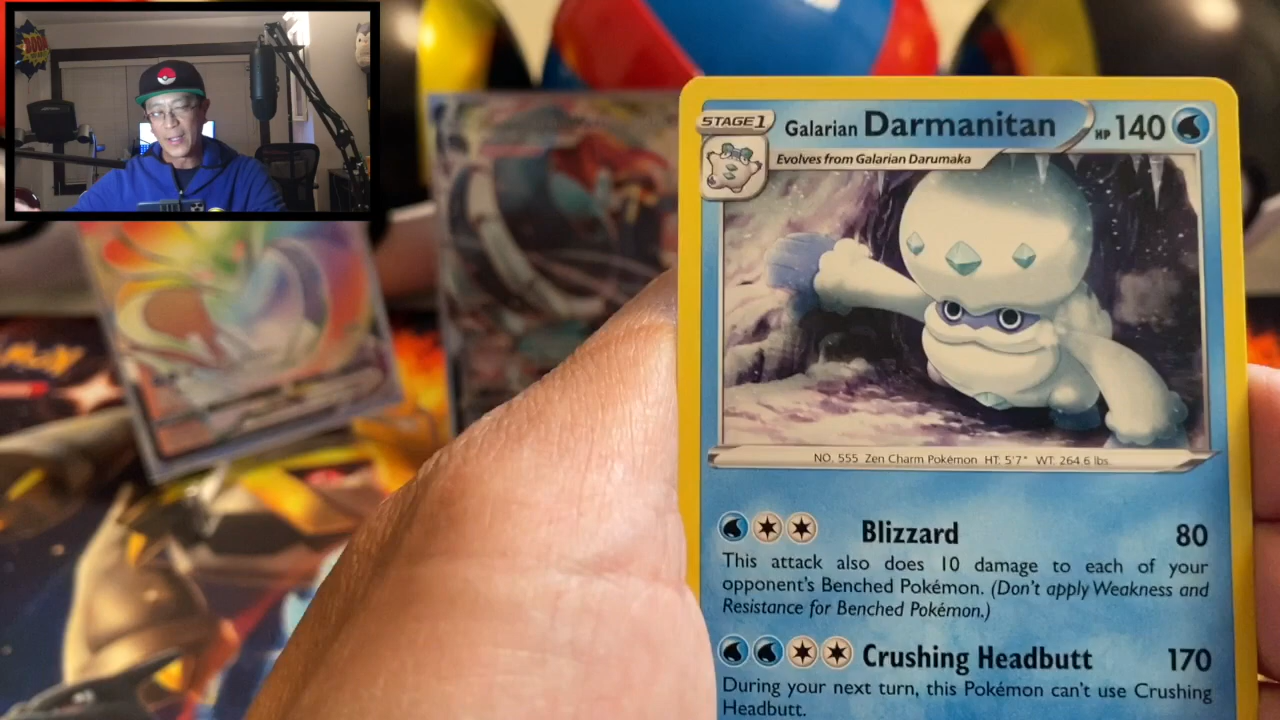 STAGE 1
Galarian Darmanitan HP 140
Evolves from Galarian Darumaka
NO. 555 Zen Charm Pokémon HT: 5'7" WT: 264.6 lbs.
Blizzard 80
This attack also does 10 damage to each of your
opponent's Benched Pokémon. (Don't apply Weakness and
Resistance for Benched Pokémon.)
Crushing Headbutt 170
During your next turn, this Pokémon can't use Crushing
Headbutt.